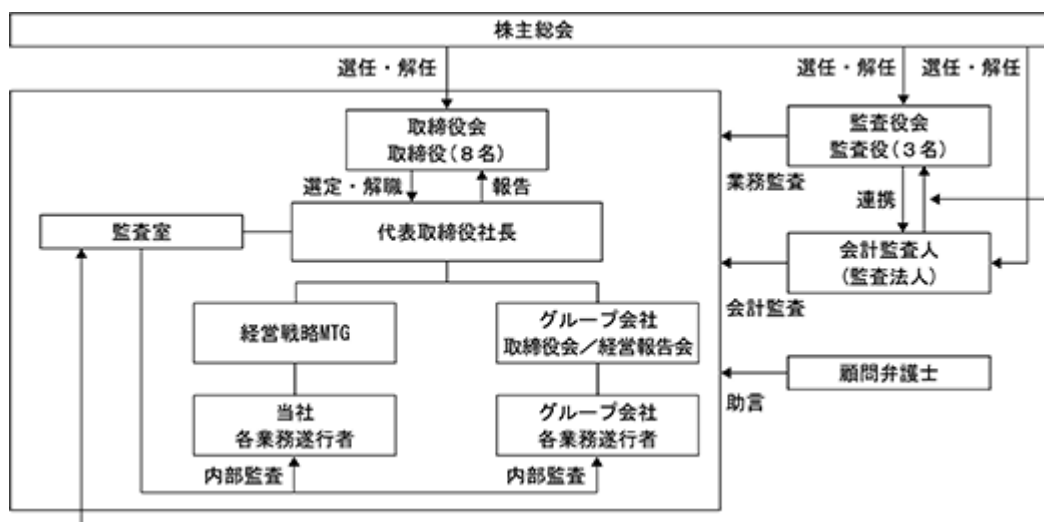 株主総会
選任・解任
選任・解任
選任・解任
取締役会
取締役(8名)
監査役会
監査役(3名)
選定・解職
報告
業務監査
連携
監査室
代表取締役社長
会計監査人
(監査法人)
会計監査
経営戦略MTG
グループ会社
取締役会/経営報告会
顧問弁護士
助言
当社
各業務遂行者
グループ会社
各業務遂行者
内部監査
内部監査